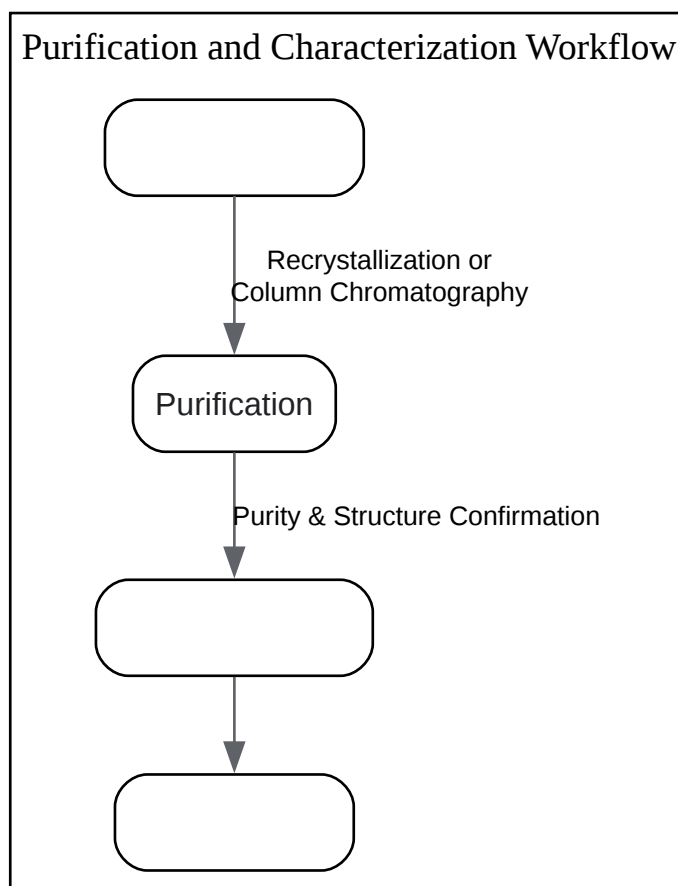 Purification and Characterization Workflow
Recrystallization or
Column Chromatography
Purification
Purity & Structure Confirmation